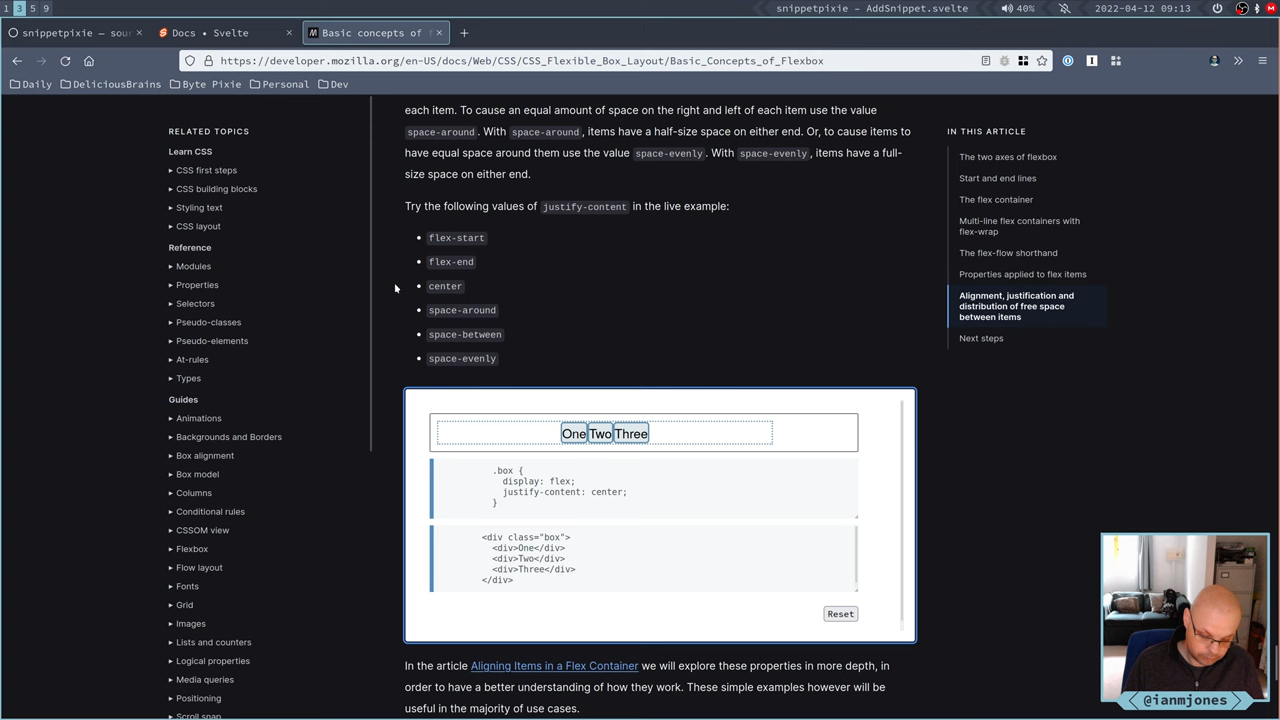 1 3 5 9
snippetpixie – AddSnippet.svelte
40%
2022-04-12 09:13
snippetpixie — sour
Docs • Svelte
Basic concepts of f
https://developer.mozilla.org/en-US/docs/Web/CSS/CSS_Flexible_Box_Layout/Basic_Concepts_of_Flexbox
Daily
DeliciousBrains
Byte Pixie
Personal
Dev
RELATED TOPICS
Learn CSS
CSS first steps
CSS building blocks
Styling text
CSS layout
Reference
Modules
Properties
Selectors
Pseudo-classes
Pseudo-elements
At-rules
Types
Guides
Animations
Backgrounds and Borders
Box alignment
Box model
Columns
Conditional rules
CSSOM view
Flexbox
Flow layout
Fonts
Grid
Images
Lists and counters
Logical properties
Media queries
Positioning
Scroll snap
each item. To cause an equal amount of space on the right and left of each item use the value
space-around. With space-around, items have a half-size space on either end. Or, to cause items to
have equal space around them use the value space-evenly. With space-evenly, items have a full-
size space on either end.
Try the following values of justify-content in the live example:
flex-start
flex-end
center
space-around
space-between
space-evenly
One Two Three
.box {
display: flex;
justify-content: center;
}
<div class="box">
<div>One</div>
<div>Two</div>
<div>Three</div>
</div>
Reset
In the article Aligning Items in a Flex Container we will explore these properties in more depth, in
order to have a better understanding of how they work. These simple examples however will be
useful in the majority of use cases.
IN THIS ARTICLE
The two axes of flexbox
Start and end lines
The flex container
Multi-line flex containers with
flex-wrap
The flex-flow shorthand
Properties applied to flex items
Alignment, justification and
distribution of free space
between items
Next steps
@ianmjones